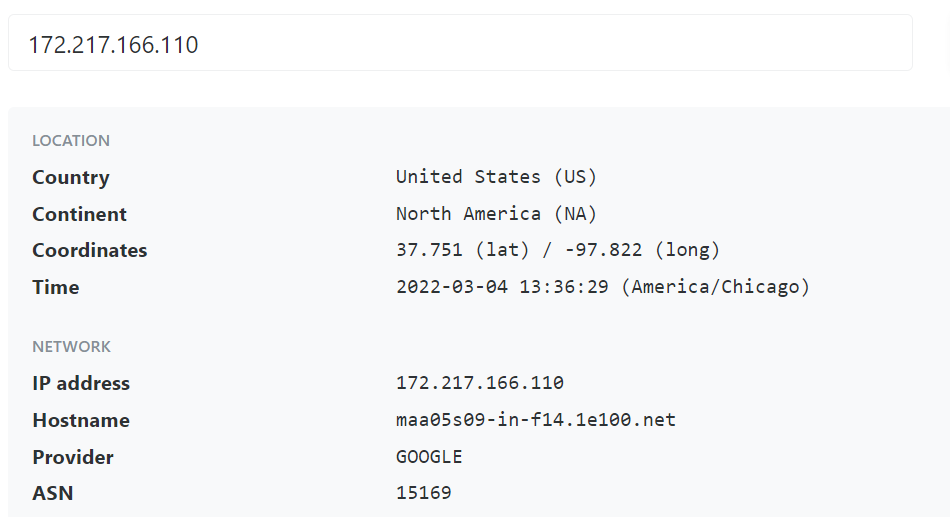 172.217.166.110
LOCATION
Country United States (US)
Continent North America (NA)
Coordinates 37.751 (lat) / -97.822 (long)
Time 2022-03-04 13:36:29 (America/Chicago)
NETWORK
IP address 172.217.166.110
Hostname maa05s09-in-f14.1e100.net
Provider GOOGLE
ASN 15169